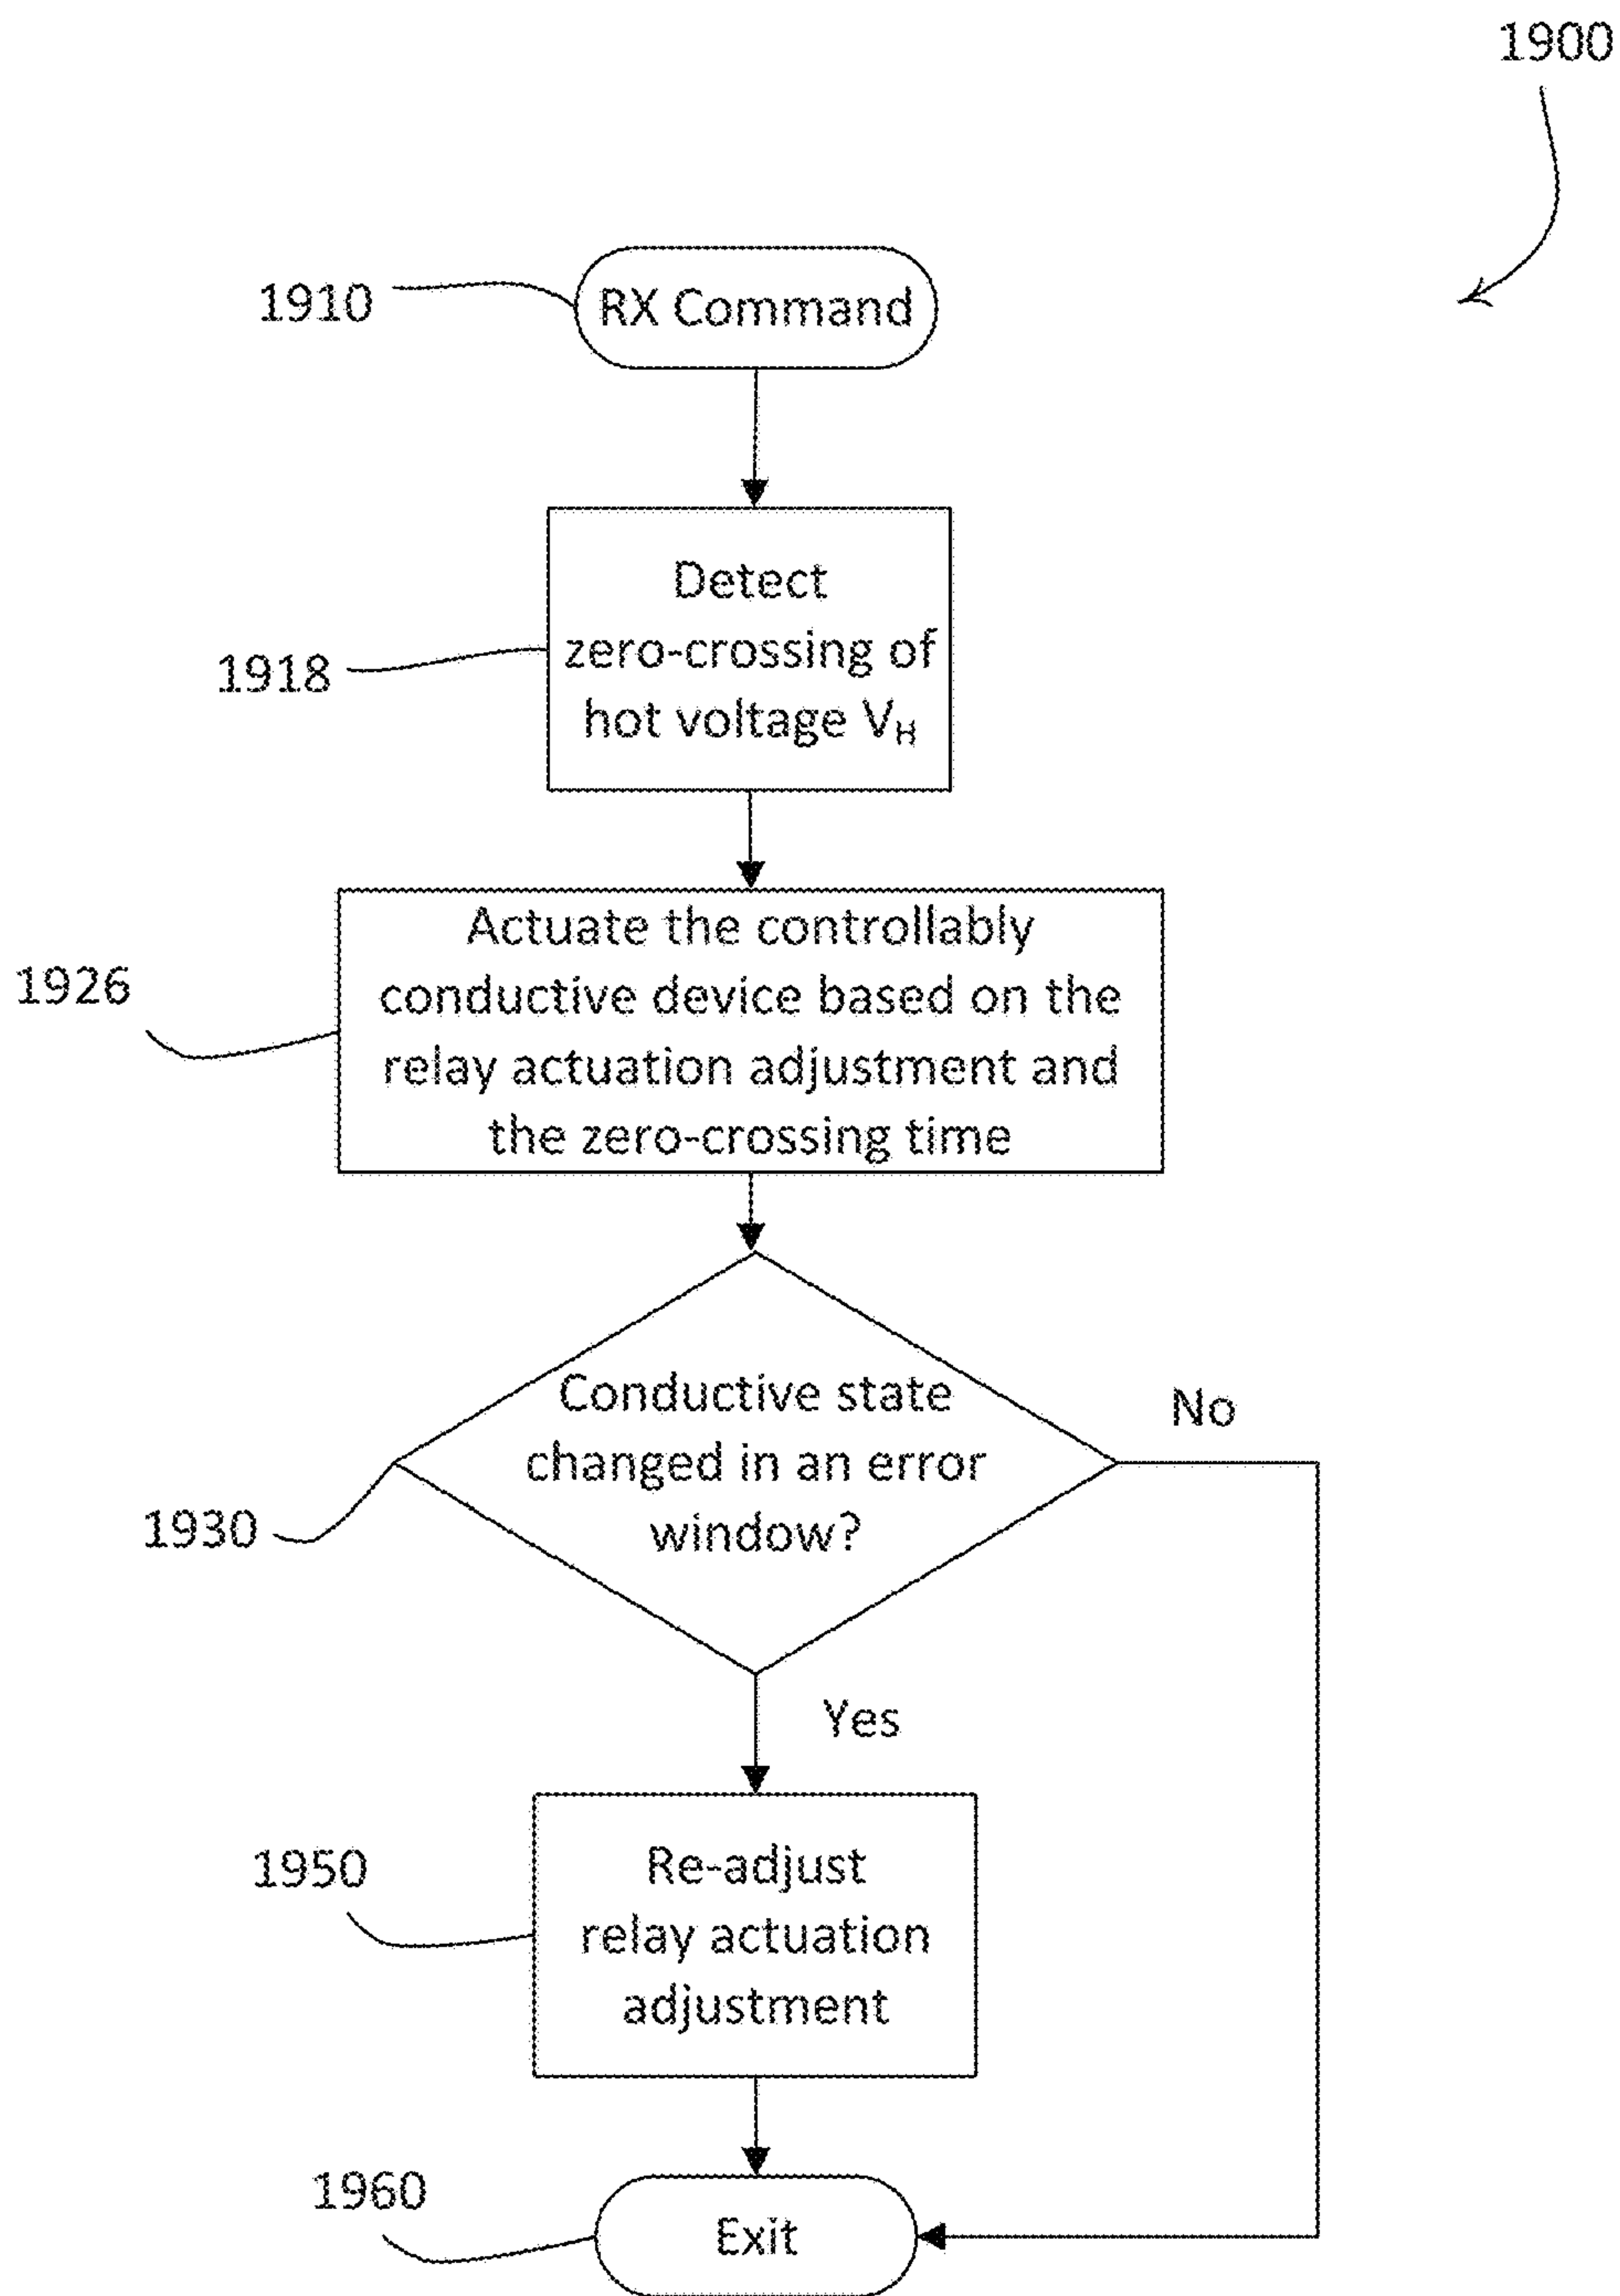 1900
1910
RX Command
Detect
zero-crossing of
hot voltage V_H
1918
Actuate the controllably
conductive device based on the
relay actuation adjustment and
the zero-crossing time
1926
Conductive state
changed in an error
window?
No
1930
Yes
Re-adjust
relay actuation
adjustment
1950
1960
Exit